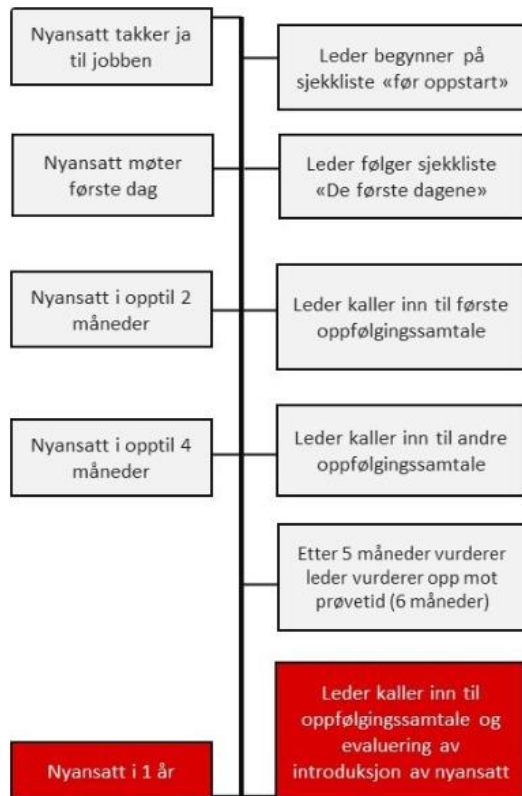 Nyansatt takker ja
til jobben
Leder begynner på
sjekkliste «før oppstart»
Nyansatt møter
første dag
Leder følger sjekkliste
«De første dagene»
Nyansatt i opptil 2
måneder
Leder kaller inn til første
oppfølgingssamtale
Nyansatt i opptil 4
måneder
Leder kaller inn til andre
oppfølgingssamtale
Etter 5 måneder vurderer
leder vurderer opp mot
prøvetid (6 måneder)
Leder kaller inn til
oppfølgingssamtale og
evaluering av
introduksjon av nyansatt
Nyansatt i 1 år